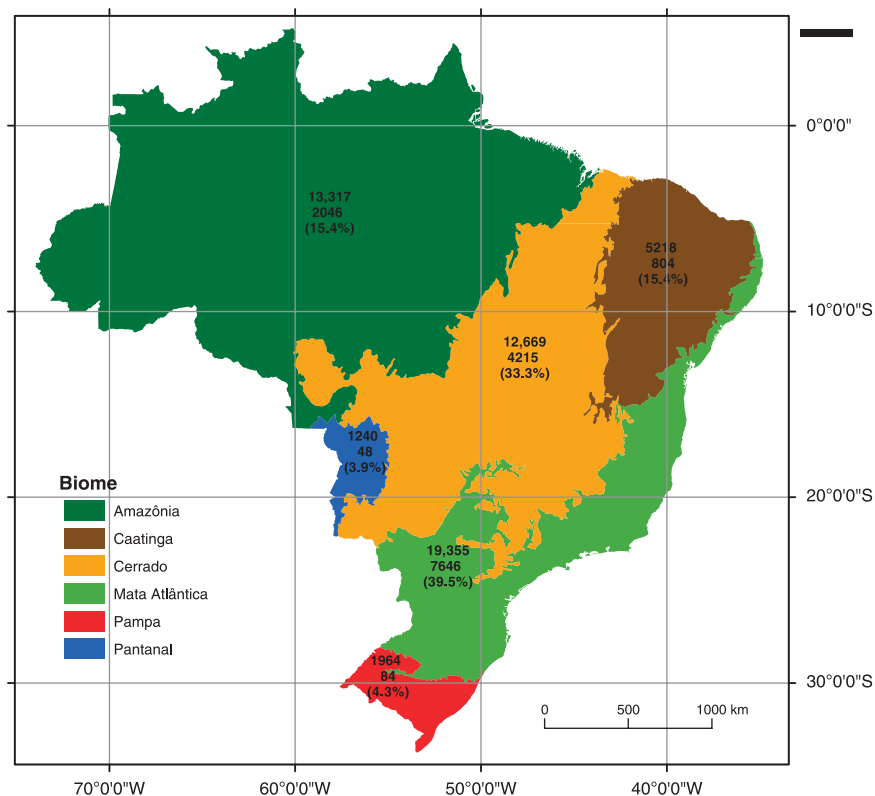 0°0'0"
13,317
2046
(15.4%)
5218
804
(15.4%)
10°0'0"S
12,669
4215
(33.3%)
1240
48
(3.9%)
Biome
Amazônia
Caatinga
Cerrado
Mata Atlântica
Pampa
Pantanal
20°0'0"S
19,355
7646
(39.5%)
1964
84
(4.3%)
30°0'0"S
0 500 1000 km
70°0'0"W 60°0'0"W 50°0'0"W 40°0'0"W